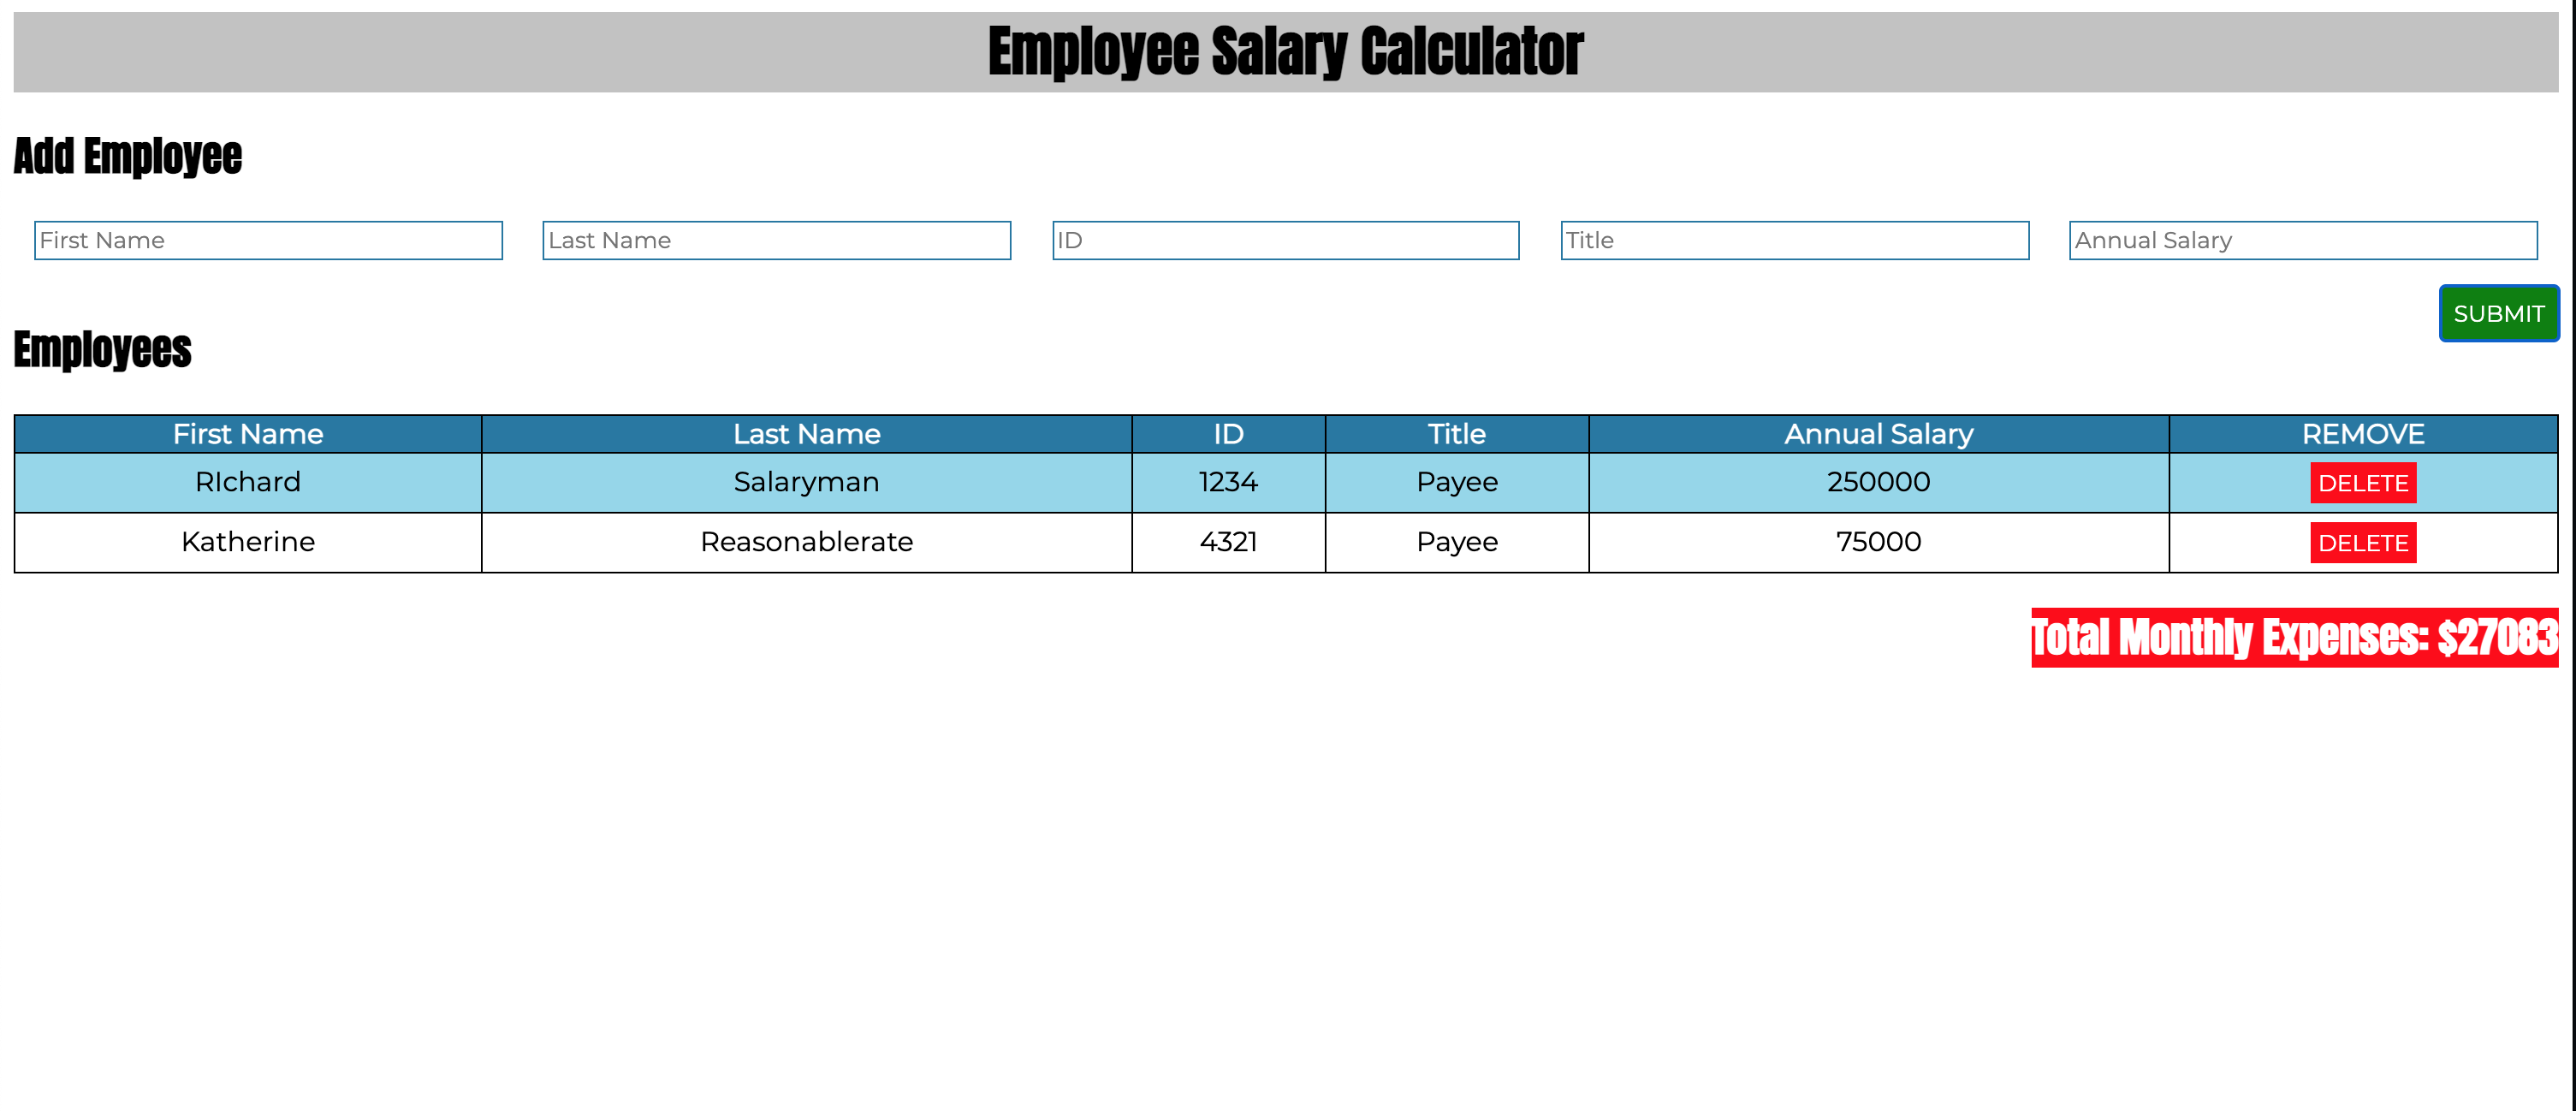 Employee Salary Calculator
Add Employee
First Name Last Name ID Title Annual Salary
SUBMIT
Employees
First Name Last Name ID Title Annual Salary REMOVE
RIchard Salaryman 1234 Payee 250000 DELETE
Katherine Reasonablerate 4321 Payee 75000 DELETE
Total Monthly Expenses: $27083